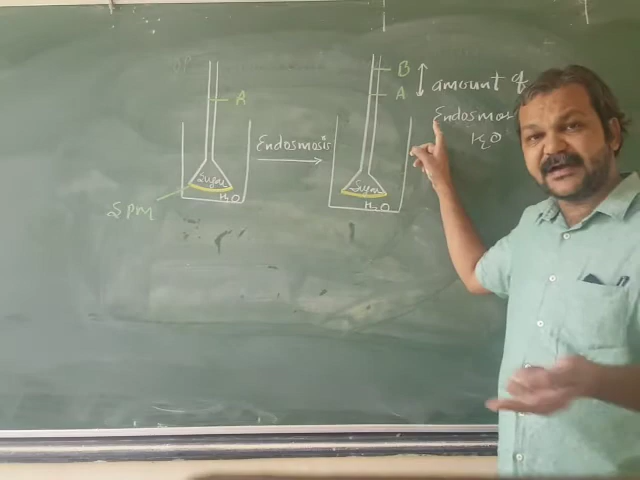 A
Sugar
H2O
SPM
Endosmosis
B
A
amount of
Endosmos
H2O
Sugar
H2O